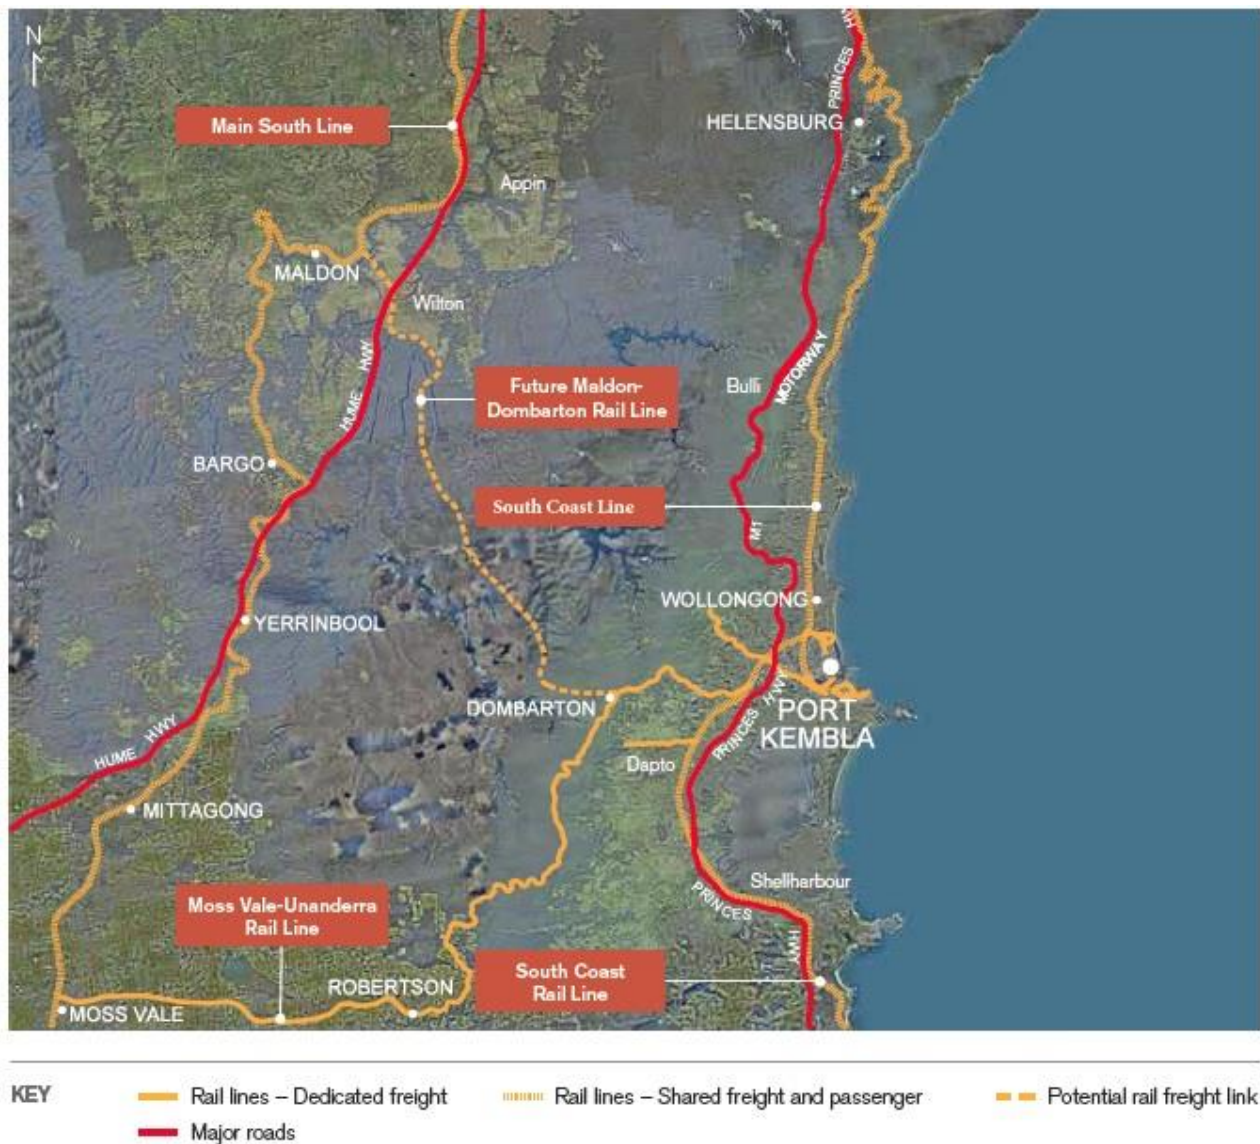 N
PRINCES
HW
Main South Line
HELENSBURG
Appin
MALDON
Wilton
HUME HWY
Future Maldon-
Dombarton Rail Line
Bulli
MOTORWAY
BARGO
South Coast Line
M1
WOLLONGONG
YERRINBOOL
DOMBARTON
PORT
KEMBLA
PRINCES HWY
HUME HWY
Dapto
MITTAGONG
Shellharbour
PRINCES
HWY
Moss Vale-Unanderra
Rail Line
ROBERTSON
South Coast
Rail Line
MOSS VALE
KEY
Rail lines – Dedicated freight
Rail lines – Shared freight and passenger
Potential rail freight link
Major roads